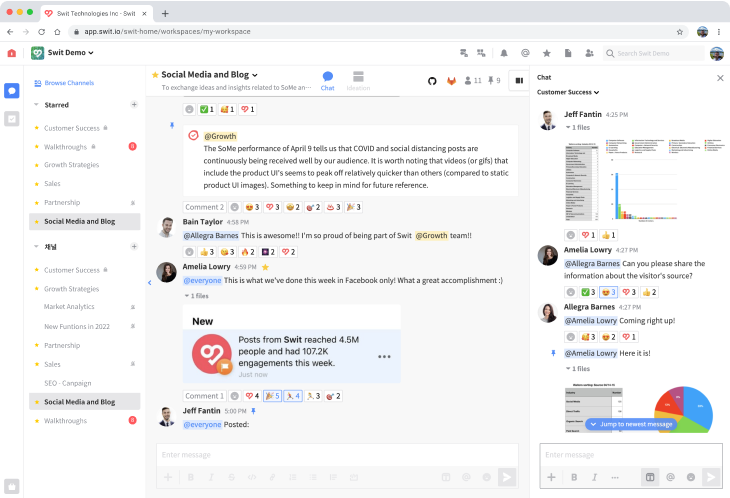 Swit Technologies Inc - Swit
app.swit.io/swit-home/workspaces/my-workspace
Swit Demo
Search Swit Demo
Browse Channels
Starred
Customer Success
Walkthroughs
Growth Strategies
Sales
Partnership
Social Media and Blog
채널
Customer Success
Growth Strategies
Market Analytics
New Funtions in 2022
Partnership
Sales
SEO - Canpaign
Social Media and Blog
Walkthroughs
Social Media and Blog
To exchange ideas and insights related to SoMe an···
Chat
Ideation
11
9
1 4 1 1
@Growth
The SoMe performance of April 9 tells us that COVID and social distancing posts are
continuously being received well by our audience. It is worth noting that videos (or gifs) that
include the product UI's seems to peak off relatively quicker than others (compared to static
product UI images). Something to keep in mind for future reference.
Comment 2 3 3 2 2 3 3
Bain Taylor 4:58 PM
@Allegra Barnes This is awesome!! I'm so proud of being part of Swit @Growth team!!
3 3 2 2 2
Amelia Lowry 4:59 PM
@everyone This is what we've done this week in Facebook only! What a great accomplishment :)
1 files
New
Posts from Swit reached 4.5M
people and had 107.2K
engagements this week.
Just now
Comment 1 4 5 4 3 2
Jeff Fantin 5:00 PM
@everyone Posted:
Enter message
Chat
Customer Success
Jeff Fantin 4:25 PM
1 files
1 1
Amelia Lowry 4:27 PM
@Allegra Barnes Can you please share the
information about the visitor's source?
3 3 3 2
Allegra Barnes 4:27 PM
@Amelia Lowry Coming right up!
3 2 1
@Amelia Lowry Here it is!
1 files
Jump to newest message
Enter message